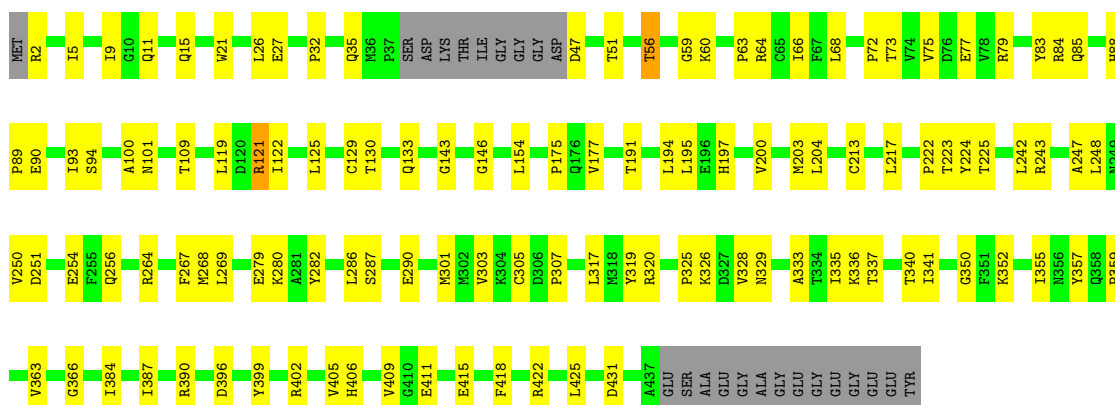 MET R2 I5 I9 G10 Q11 Q15 W21 L26 E27 P32 Q35 M36 P37 SER ASP LYS THR ILE GLY GLY GLY ASP D47 T51 T56 G59 K60 P63 R64 C65 I66 F67 L68 P72 T73 V74 V75 D76 E77 V78 R79 Y83 R84 Q85 H88
P89 E90 I93 S94 A100 N101 T109 L119 D120 R121 I122 L125 C129 T130 Q133 G143 G146 L154 P175 Q176 V177 T191 L194 L195 E196 H197 V200 M203 L204 C213 L217 P222 T223 Y224 T225 L242 R243 A247 L248 N249
V250 D251 E254 F255 Q256 R264 F267 M268 L269 E279 K280 A281 Y282 L286 S287 E290 M301 M302 V303 K304 C305 D306 P307 L317 M318 Y319 R320 P325 K326 D327 V328 N329 A333 T334 I335 K336 T337 T340 I341 G350 F351 K352 I355 N356 Y357 Q358 P359
V363 G366 I384 I387 R390 D396 Y399 R402 V405 H406 V409 G410 E411 E415 F418 R422 L425 D431 A437 GLU SER ALA GLU GLY ALA GLY GLU GLU GLY GLU GLY GLU GLU TYR